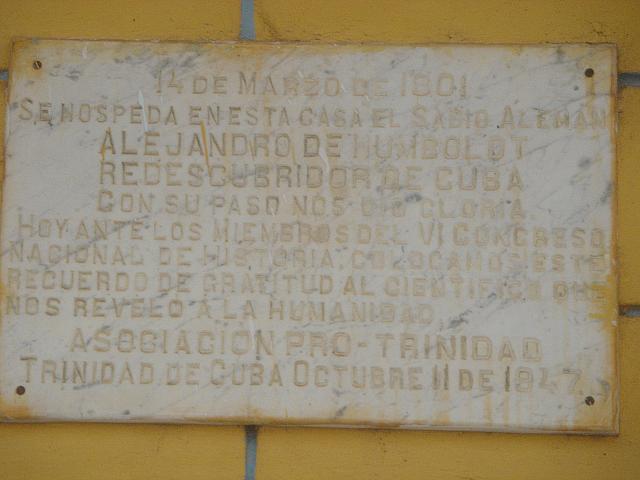 14 DE MARZO DE 1801
SE HOSPEDA EN ESTA CASA EL SABIO ALEMAN
ALEJANDRO DE HUMBOLDT
REDESCUBRIDOR DE CUBA
CON SU PASO NOS DIO GLORIA.
HOY ANTE LOS MIEMBROS DEL VI CONGRESO
NACIONAL DE HISTORIA, COLOCAMOS ESTE
RECUERDO DE GRATITUD AL CIENTIFICO QUE
NOS REVELO A LA HUMANIDAD
ASOCIACION PRO-TRINIDAD
TRINIDAD DE CUBA OCTUBRE 11 DE 1947.